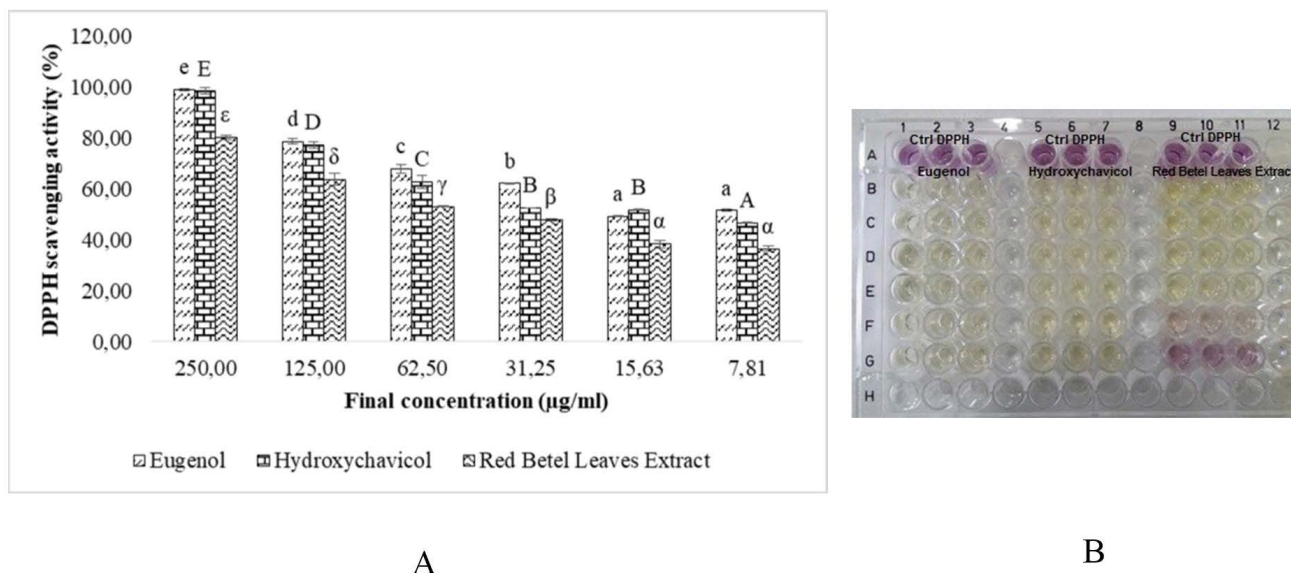 DPPH scavenging activity (%)
120,00
100,00
80,00
60,00
40,00
20,00
0,00
e E ε
d D δ
c C γ
b B β
a B α
a A α
250,00 125,00 62,50 31,25 15,63 7,81
Final concentration (µg/ml)
Eugenol Hydroxychavicol Red Betel Leaves Extract
A
1 2 3 4 5 6 7 8 9 10 11 12
Ctrl DPPH Ctrl DPPH Ctrl DPPH
A
Eugenol Hydroxychavicol Red Betel Leaves Extract
B
C
D
E
F
G
H
B